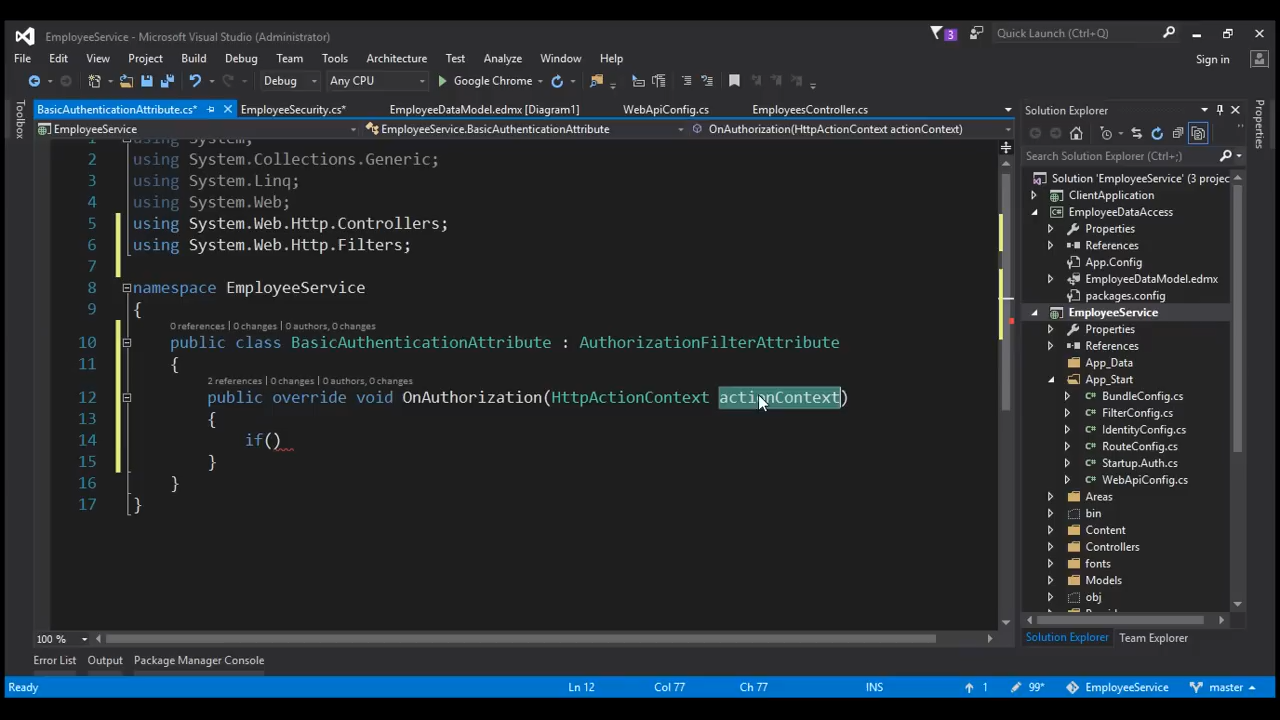 EmployeeService - Microsoft Visual Studio (Administrator)
3
Quick Launch (Ctrl+Q)
File Edit View Project Build Debug Team Tools Architecture Test Analyze Window Help
Sign in
Debug Any CPU Google Chrome
BasicAuthenticationAttribute.cs* EmployeeSecurity.cs* EmployeeDataModel.edmx [Diagram1] WebApiConfig.cs EmployeesController.cs
EmployeeService EmployeeService.BasicAuthenticationAttribute OnAuthorization(HttpActionContext actionContext)
Toolbox
1 using System;
2 using System.Collections.Generic;
3 using System.Linq;
4 using System.Web;
5 using System.Web.Http.Controllers;
6 using System.Web.Http.Filters;
7
8 namespace EmployeeService
9 {
0 references | 0 changes | 0 authors, 0 changes
10 public class BasicAuthenticationAttribute : AuthorizationFilterAttribute
11 {
2 references | 0 changes | 0 authors, 0 changes
12 public override void OnAuthorization(HttpActionContext actionContext)
13 {
14 if()
15 }
16 }
17 }
100 %
Solution Explorer
Properties
Search Solution Explorer (Ctrl+;)
Solution 'EmployeeService' (3 projec
ClientApplication
EmployeeDataAccess
Properties
References
App.Config
EmployeeDataModel.edmx
packages.config
EmployeeService
Properties
References
App_Data
App_Start
BundleConfig.cs
FilterConfig.cs
IdentityConfig.cs
RouteConfig.cs
Startup.Auth.cs
WebApiConfig.cs
Areas
bin
Content
Controllers
fonts
Models
obj
Solution Explorer Team Explorer
Error List Output Package Manager Console
Ready Ln 12 Col 77 Ch 77 INS 1 99* EmployeeService master